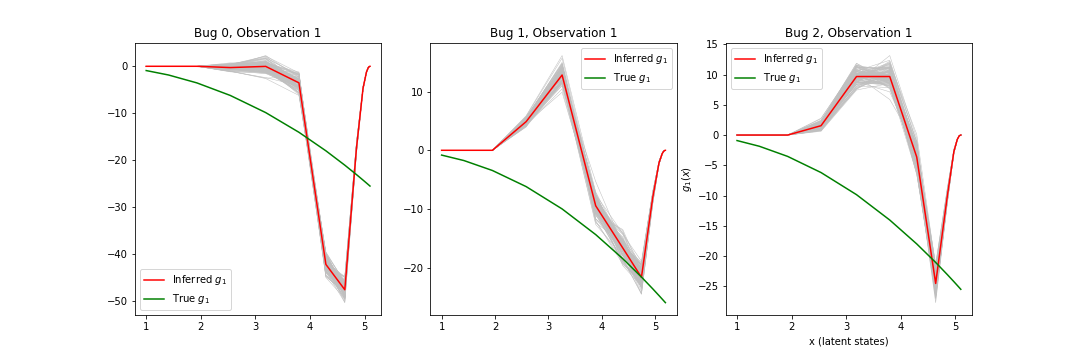 Bug 0, Observation 1
0
−10
−20
−30
−40
−50
1 2 3 4 5
Inferred g₁
True g₁
Bug 1, Observation 1
10
0
−10
−20
1 2 3 4 5
Inferred g₁
True g₁
Bug 2, Observation 1
15
10
5
0
−5
−10
−15
−20
−25
g₁(x)
1 2 3 4 5
x (latent states)
Inferred g₁
True g₁